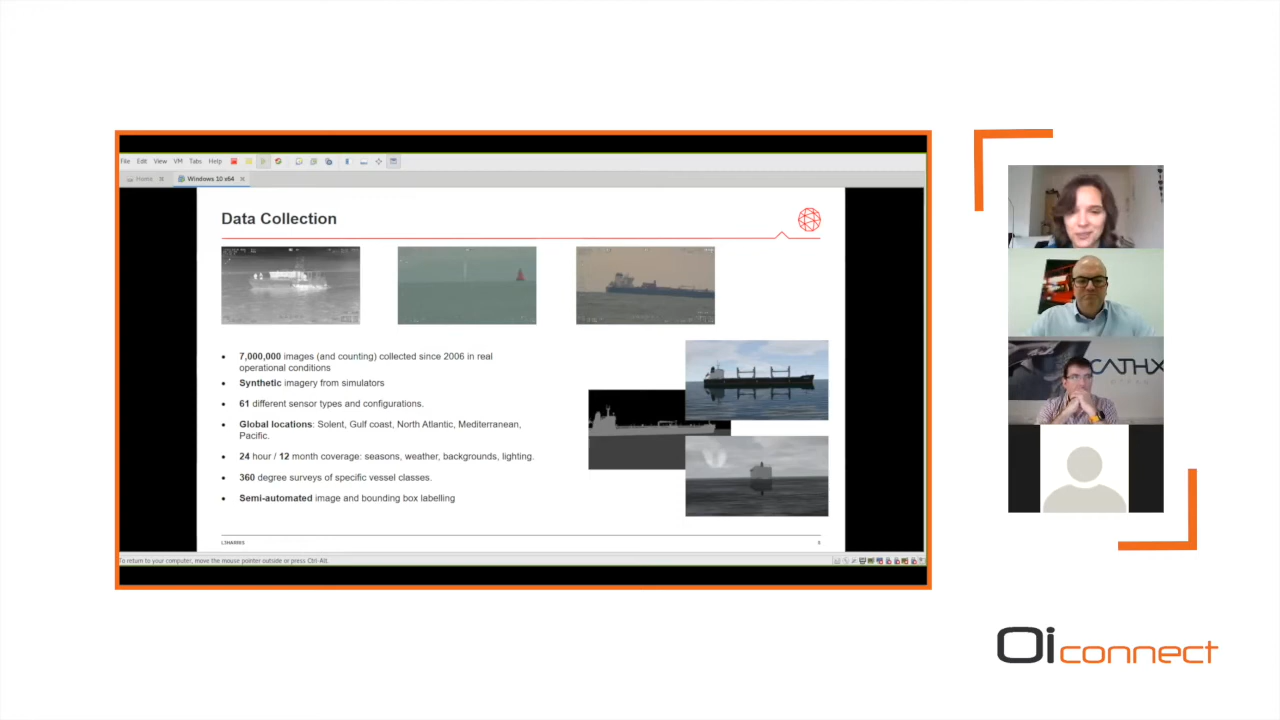 File Edit View VM Tabs Help
Home
Windows 10 x64
Data Collection
7,000,000 images (and counting) collected since 2006 in real
operational conditions
Synthetic imagery from simulators
61 different sensor types and configurations.
Global locations: Solent, Gulf coast, North Atlantic, Mediterranean,
Pacific.
24 hour / 12 month coverage: seasons, weather, backgrounds, lighting.
360 degree surveys of specific vessel classes.
Semi-automated image and bounding box labelling
L3HARRIS
To return to your computer, move the mouse pointer outside or press Ctrl-Alt.
CATHX
Oi connect